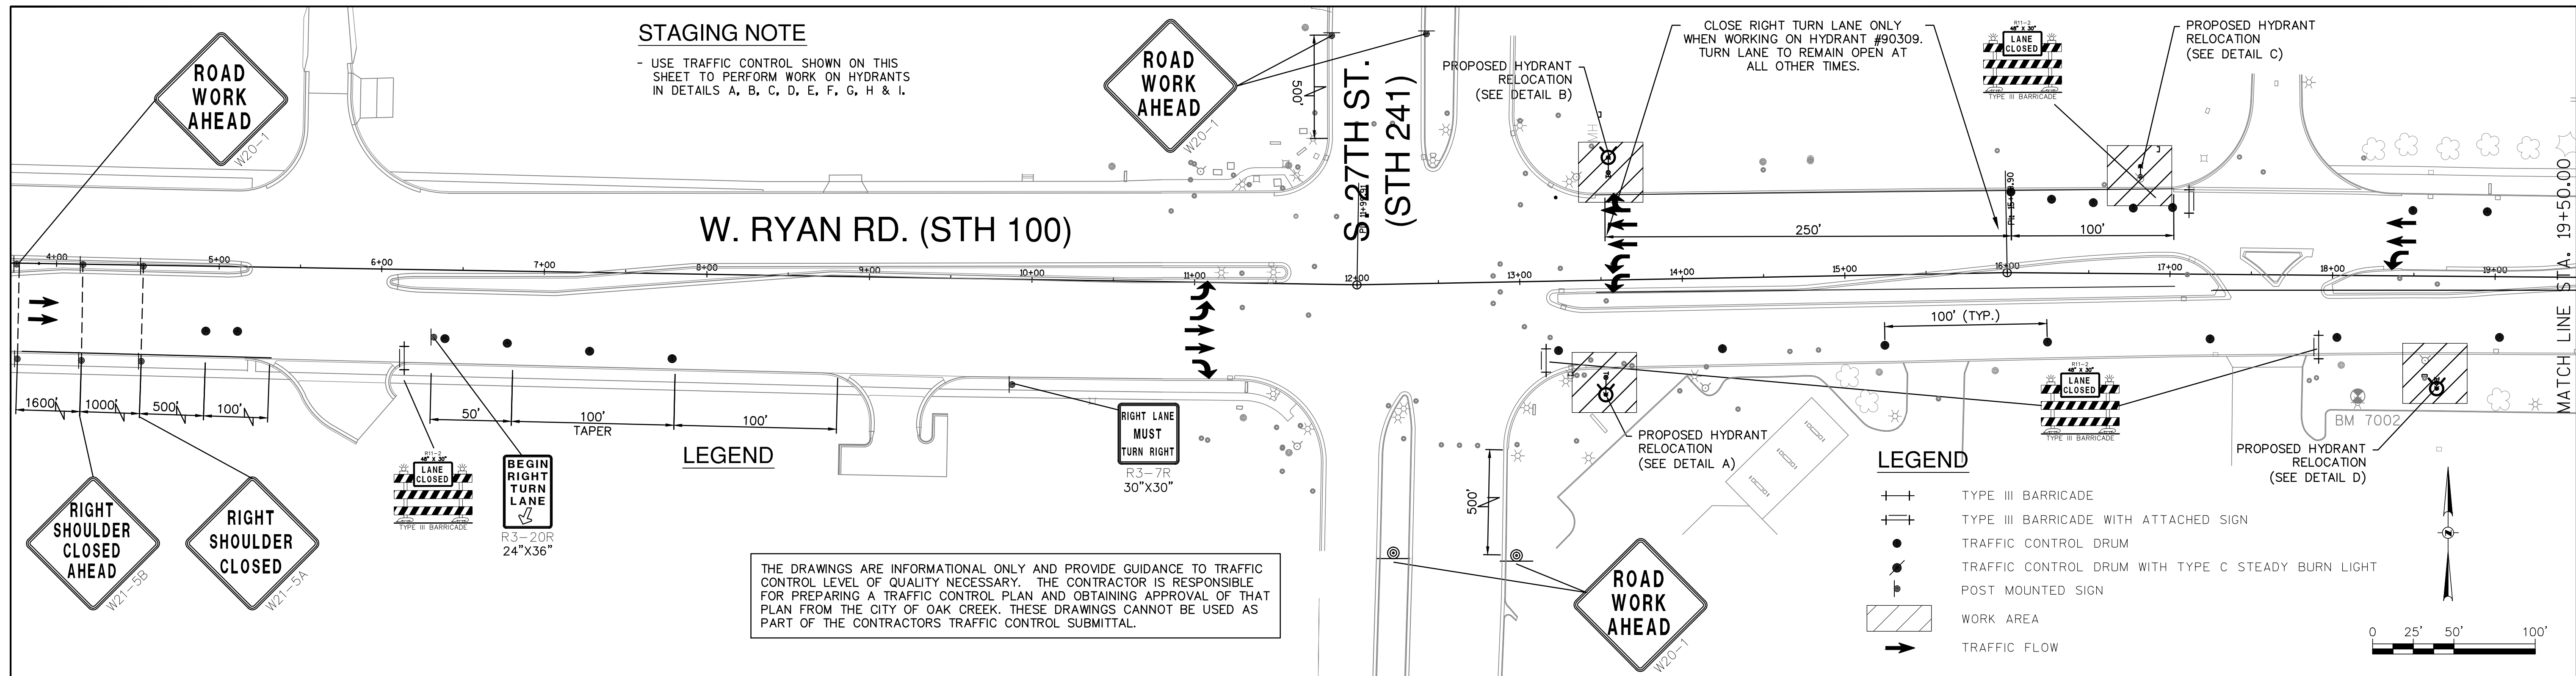 STAGING NOTE
- USE TRAFFIC CONTROL SHOWN ON THIS
SHEET TO PERFORM WORK ON HYDRANTS
IN DETAILS A, B, C, D, E, F, G, H & I.
ROAD
WORK
AHEAD
W20-1
ROAD
WORK
AHEAD
W20-1
500'
S 27TH ST.
(STH 241)
PROPOSED HYDRANT
RELOCATION
(SEE DETAIL B)
CLOSE RIGHT TURN LANE ONLY
WHEN WORKING ON HYDRANT #90309.
TURN LANE TO REMAIN OPEN AT
ALL OTHER TIMES.
R11-2
48" X 30"
LANE
CLOSED
TYPE III BARRICADE
PROPOSED HYDRANT
RELOCATION
(SEE DETAIL C)
MH
W. RYAN RD. (STH 100)
250'
100'
MATCH LINE STA. 19+50.00
4+00
5+00
6+00
7+00
8+00
9+00
10+00
11+00
12+00
13+00
14+00
15+00
16+00
17+00
18+00
19+00
100' (TYP.)
1600'
1000'
500'
100'
50'
100'
TAPER
100'
LEGEND
R11-2
48" X 30"
LANE
CLOSED
TYPE III BARRICADE
BEGIN
RIGHT
TURN
LANE
R3-20R
24"X36"
RIGHT LANE
MUST
TURN RIGHT
R3-7R
30"X30"
RIGHT
SHOULDER
CLOSED
AHEAD
W21-5B
RIGHT
SHOULDER
CLOSED
W21-5A
THE DRAWINGS ARE INFORMATIONAL ONLY AND PROVIDE GUIDANCE TO TRAFFIC
CONTROL LEVEL OF QUALITY NECESSARY. THE CONTRACTOR IS RESPONSIBLE
FOR PREPARING A TRAFFIC CONTROL PLAN AND OBTAINING APPROVAL OF THAT
PLAN FROM THE CITY OF OAK CREEK. THESE DRAWINGS CANNOT BE USED AS
PART OF THE CONTRACTORS TRAFFIC CONTROL SUBMITTAL.
500'
PROPOSED HYDRANT
RELOCATION
(SEE DETAIL A)
ROAD
WORK
AHEAD
W20-1
R11-2
48" X 30"
LANE
CLOSED
TYPE III BARRICADE
BM 7002
PROPOSED HYDRANT
RELOCATION
(SEE DETAIL D)
LEGEND
TYPE III BARRICADE
TYPE III BARRICADE WITH ATTACHED SIGN
TRAFFIC CONTROL DRUM
TRAFFIC CONTROL DRUM WITH TYPE C STEADY BURN LIGHT
POST MOUNTED SIGN
WORK AREA
TRAFFIC FLOW
N
0 25' 50' 100'